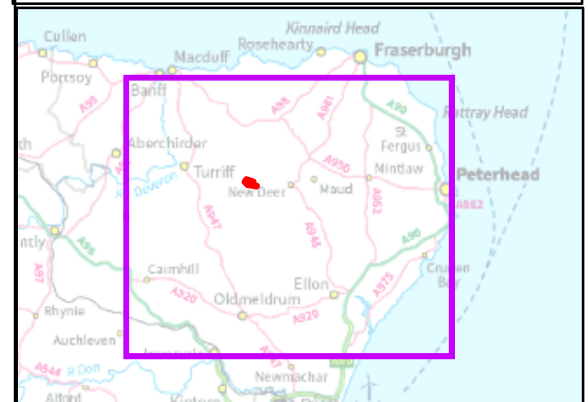 Cullen
Kinnaird Head
Rosehearty
Fraserburgh
Macduff
Portsoy
Banff
A98
A98
A981
A90
Rattray Head
St
Fergus
Aberchirder
A950
Mintlaw
Turriff
Peterhead
R Deveron
New Deer
Maud
A952
A982
A947
A948
A90
ntly
A96
Cruden
Bay
A97
Cairnhill
A920
Ellon
A975
Oldmeldrum
A920
Rhynie
Auchleven
A944
R Don
Newmachar
Alford